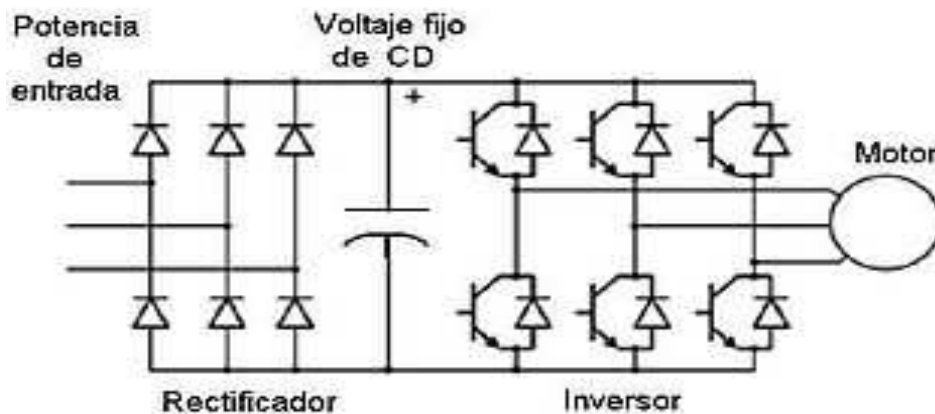 Potencia
de
entrada
Voltaje fijo
de CD
+
Motor
Rectificador
Inversor